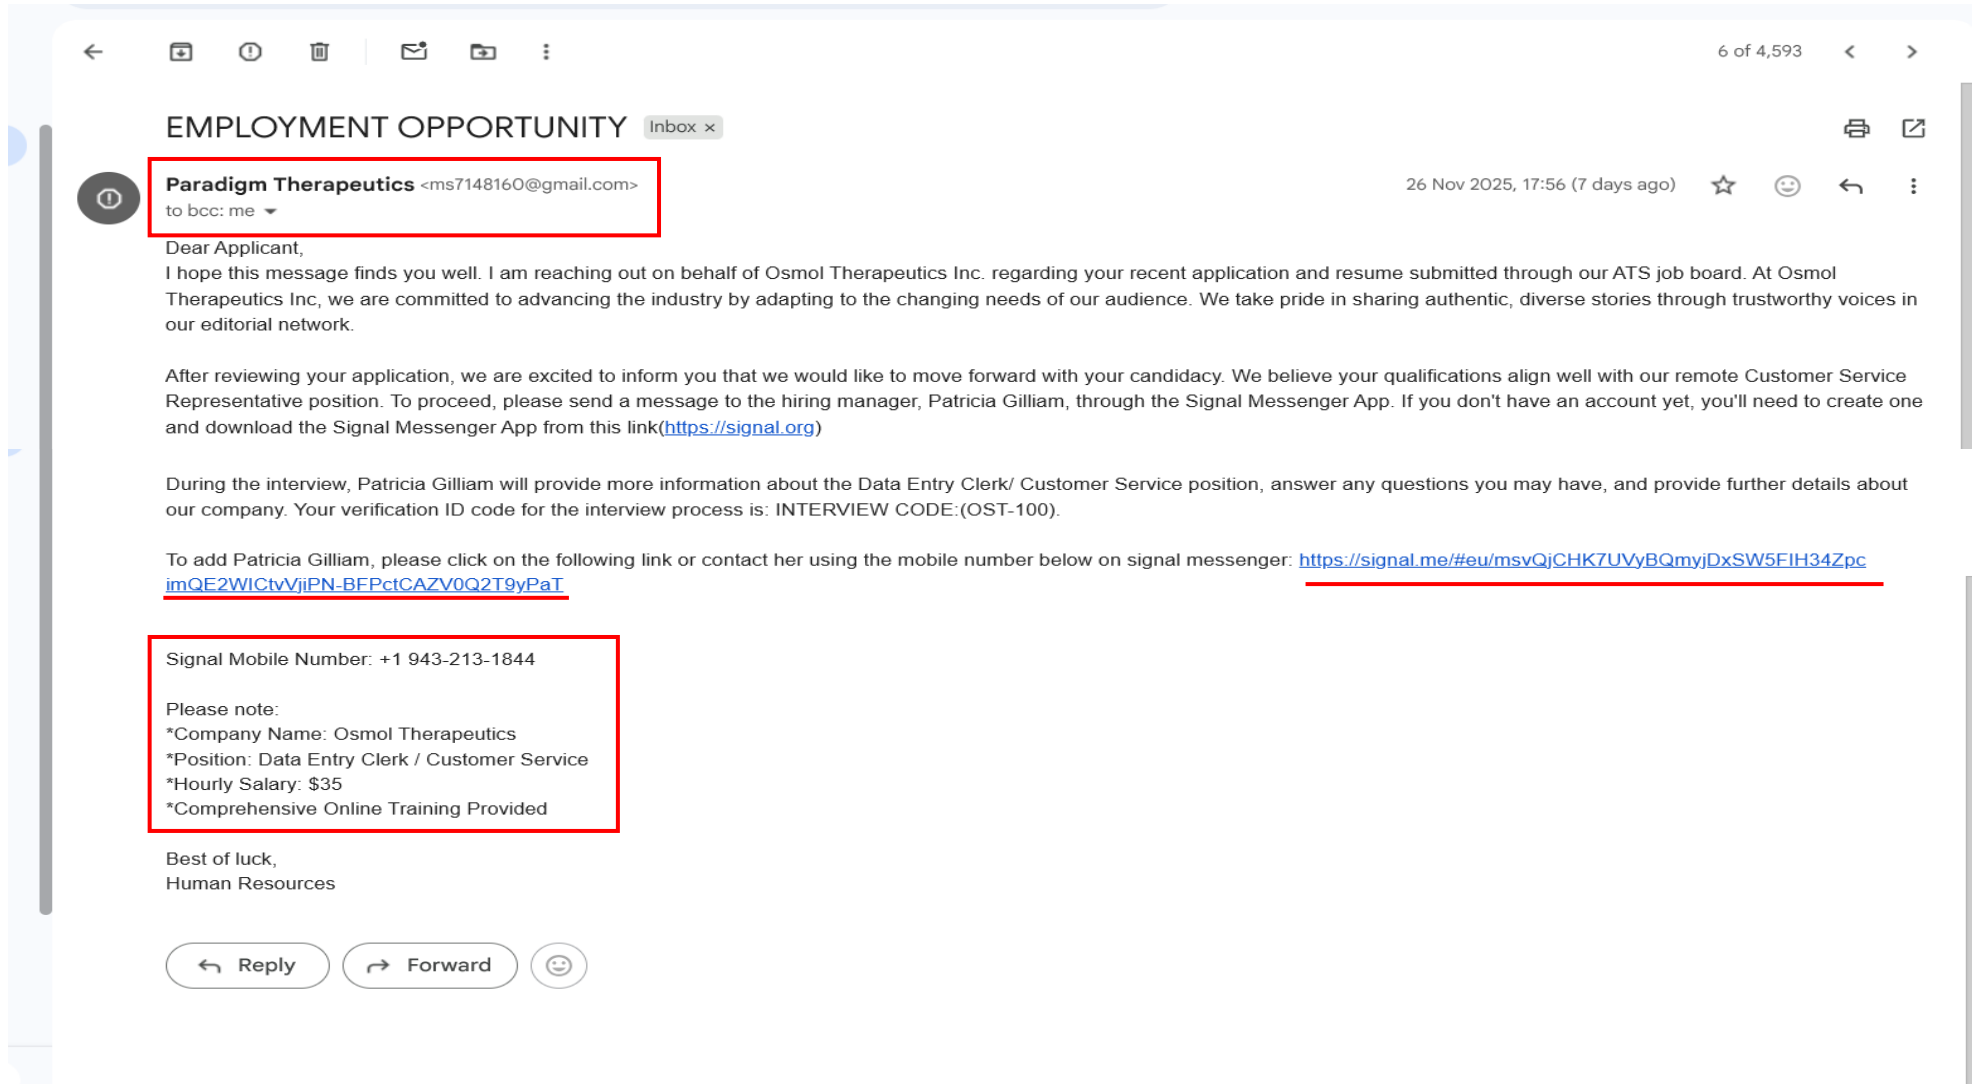 6 of 4,593
EMPLOYMENT OPPORTUNITY Inbox ×
Paradigm Therapeutics <ms7148160@gmail.com>
26 Nov 2025, 17:56 (7 days ago)
to bcc: me
Dear Applicant,
I hope this message finds you well. I am reaching out on behalf of Osmol Therapeutics Inc. regarding your recent application and resume submitted through our ATS job board. At Osmol
Therapeutics Inc, we are committed to advancing the industry by adapting to the changing needs of our audience. We take pride in sharing authentic, diverse stories through trustworthy voices in
our editorial network.
After reviewing your application, we are excited to inform you that we would like to move forward with your candidacy. We believe your qualifications align well with our remote Customer Service
Representative position. To proceed, please send a message to the hiring manager, Patricia Gilliam, through the Signal Messenger App. If you don't have an account yet, you'll need to create one
and download the Signal Messenger App from this link(https://signal.org)
During the interview, Patricia Gilliam will provide more information about the Data Entry Clerk/ Customer Service position, answer any questions you may have, and provide further details about
our company. Your verification ID code for the interview process is: INTERVIEW CODE:(OST-100).
To add Patricia Gilliam, please click on the following link or contact her using the mobile number below on signal messenger: https://signal.me/#eu/msvQjCHK7UVyBQmyjDxSW5FIH34Zpc
imQE2WICtvVjiPN-BFPctCAZV0Q2T9yPaT
Signal Mobile Number: +1 943-213-1844
Please note:
*Company Name: Osmol Therapeutics
*Position: Data Entry Clerk / Customer Service
*Hourly Salary: $35
*Comprehensive Online Training Provided
Best of luck,
Human Resources
Reply
Forward